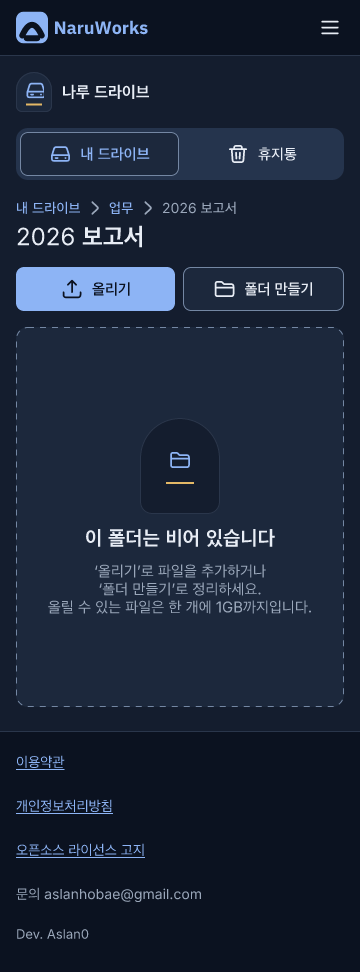 NaruWorks
나루 드라이브
내 드라이브
휴지통
내 드라이브 > 업무 > 2026 보고서
2026 보고서
올리기
폴더 만들기
이 폴더는 비어 있습니다
‘올리기’로 파일을 추가하거나
‘폴더 만들기’로 정리하세요.
올릴 수 있는 파일은 한 개에 1GB까지입니다.
이용약관
개인정보처리방침
오픈소스 라이선스 고지
문의 aslanhobae@gmail.com
Dev. Aslan0